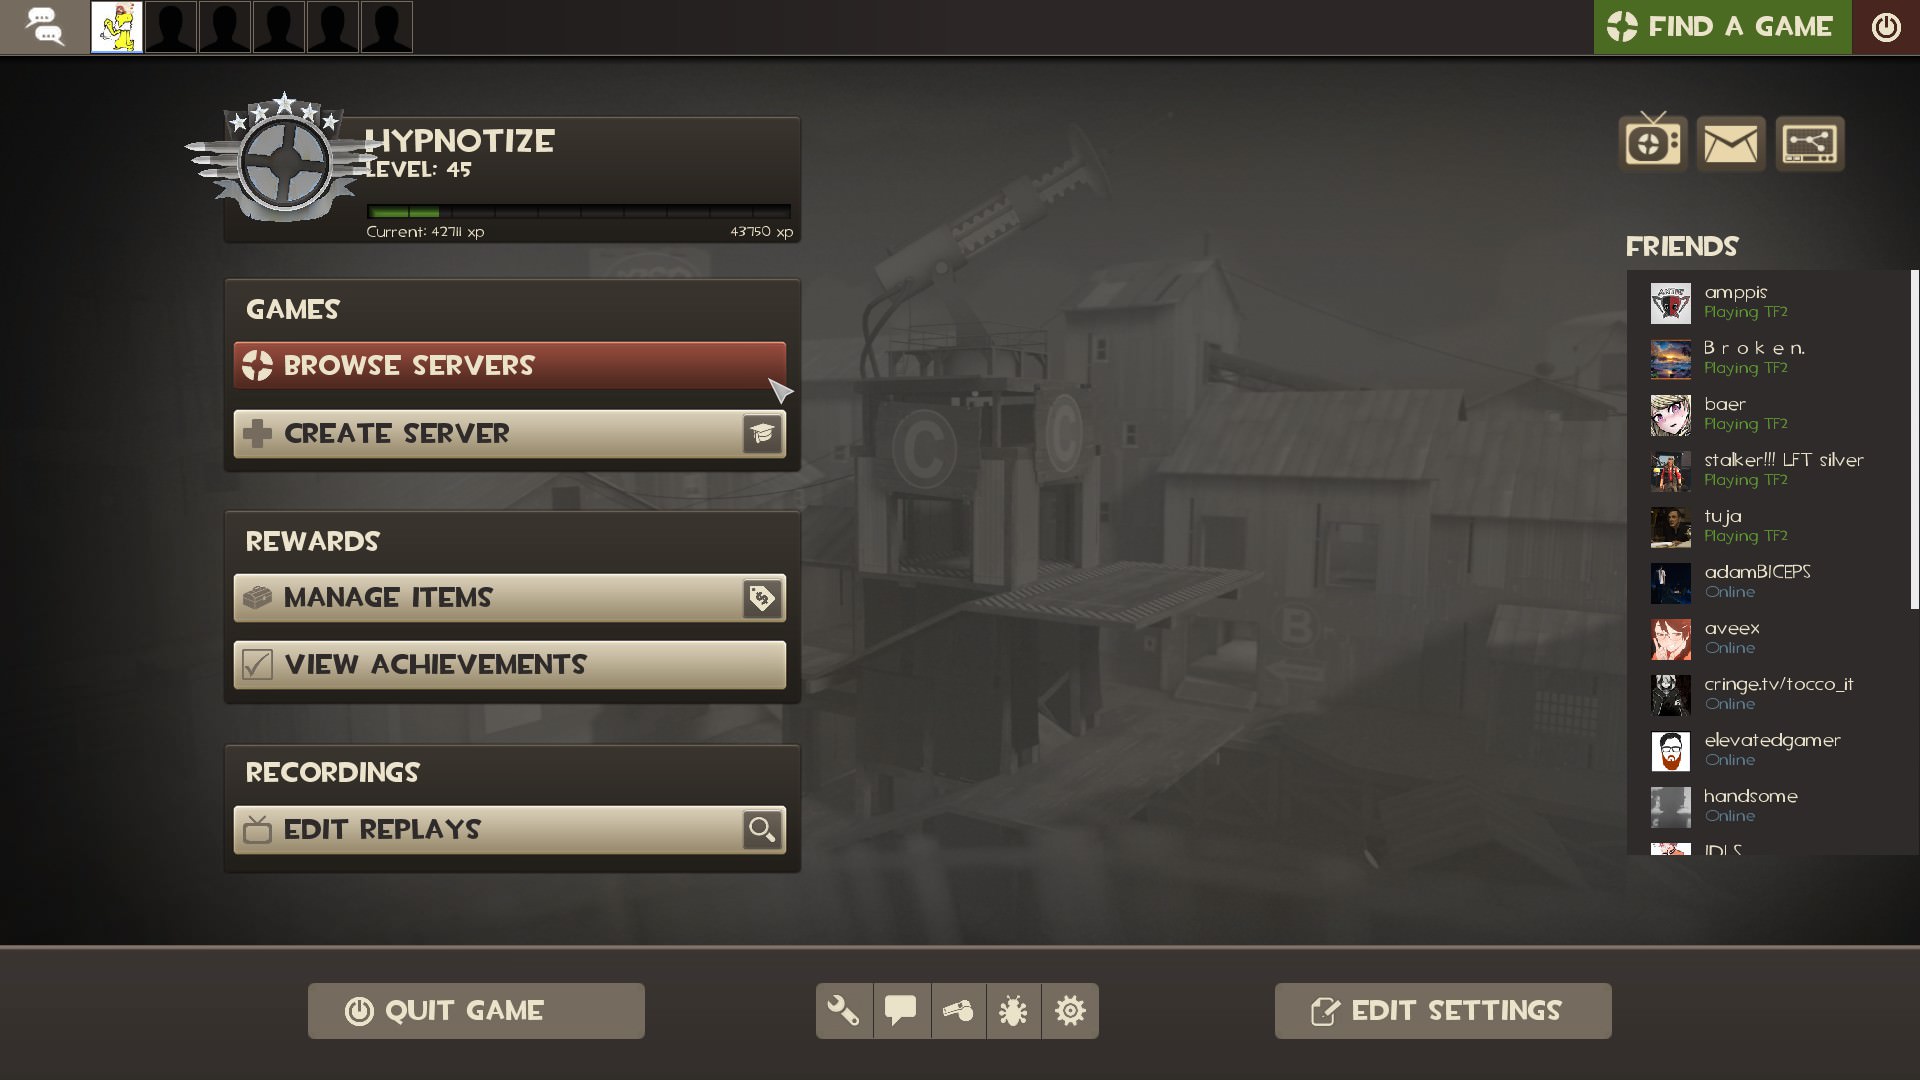 FIND A GAME
HYPNOTIZE
LEVEL: 45
Current: 42711 xp
43750 xp
GAMES
BROWSE SERVERS
CREATE SERVER
REWARDS
MANAGE ITEMS
VIEW ACHIEVEMENTS
RECORDINGS
EDIT REPLAYS
C
C
B
FRIENDS
amppis
Playing TF2
B r o k e n.
Playing TF2
baer
Playing TF2
stalker!!! LFT silver
Playing TF2
tuja
Playing TF2
adamBICEPS
Online
aveex
Online
cringe.tv/tocco_it
Online
elevatedgamer
Online
handsome
Online
QUIT GAME
EDIT SETTINGS